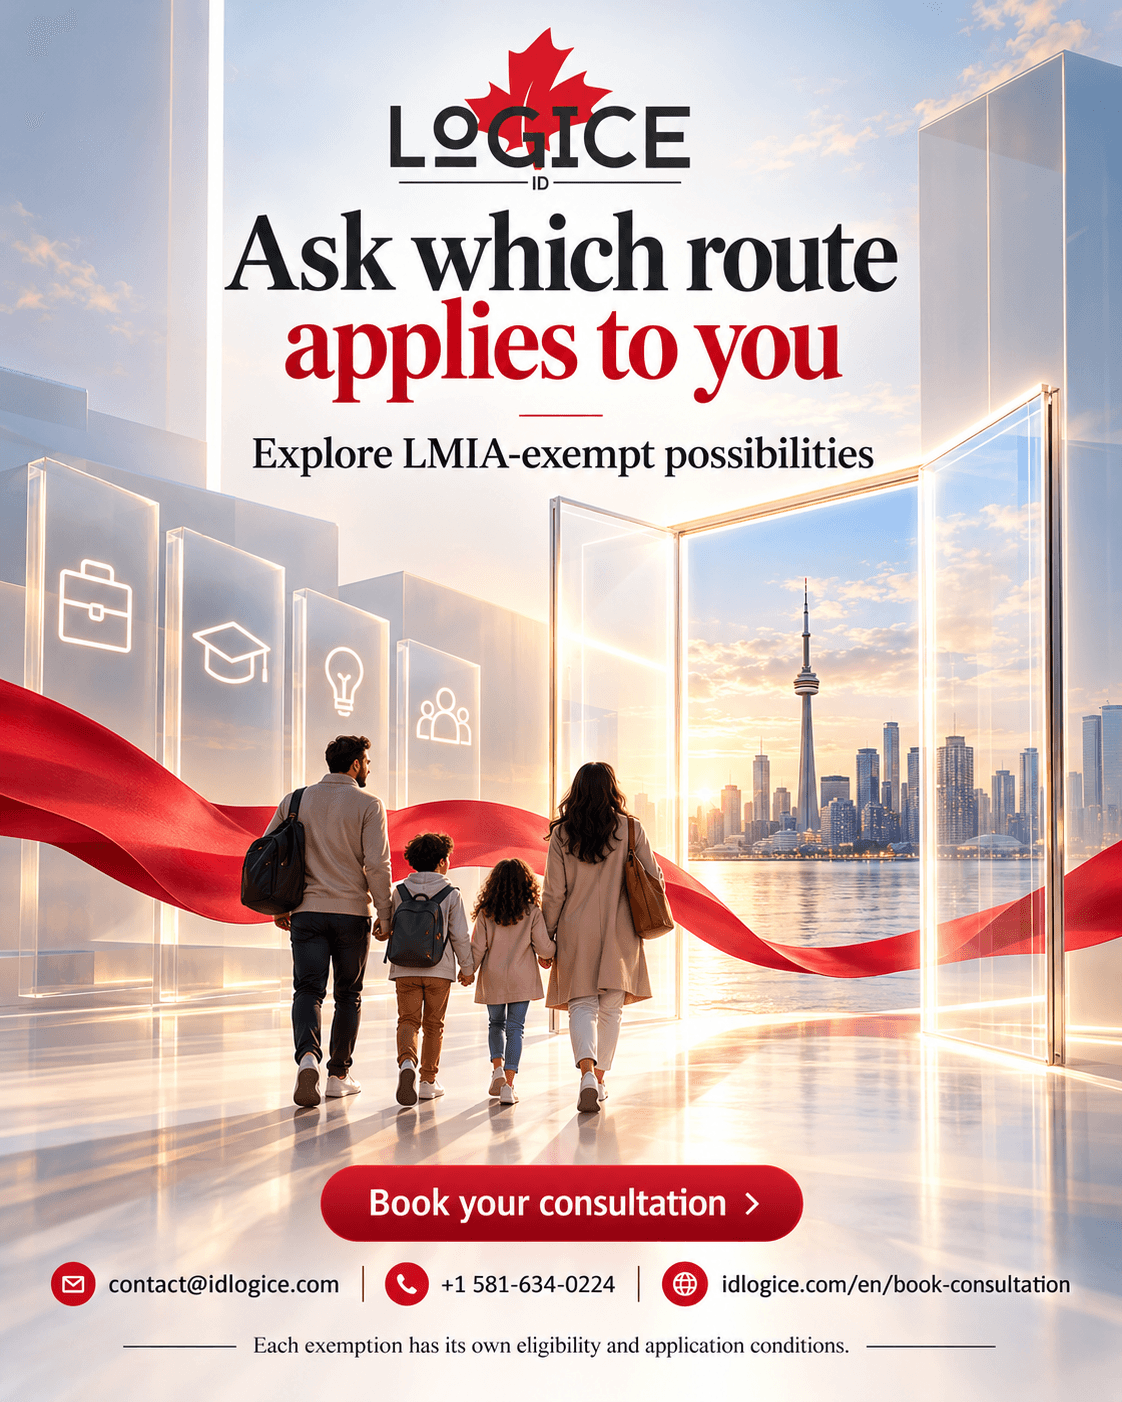 LOGICE
ID
Ask which route
applies to you
Explore LMIA-exempt possibilities
Book your consultation
contact@idlogice.com
+1 581-634-0224
idlogice.com/en/book-consultation
Each exemption has its own eligibility and application conditions.